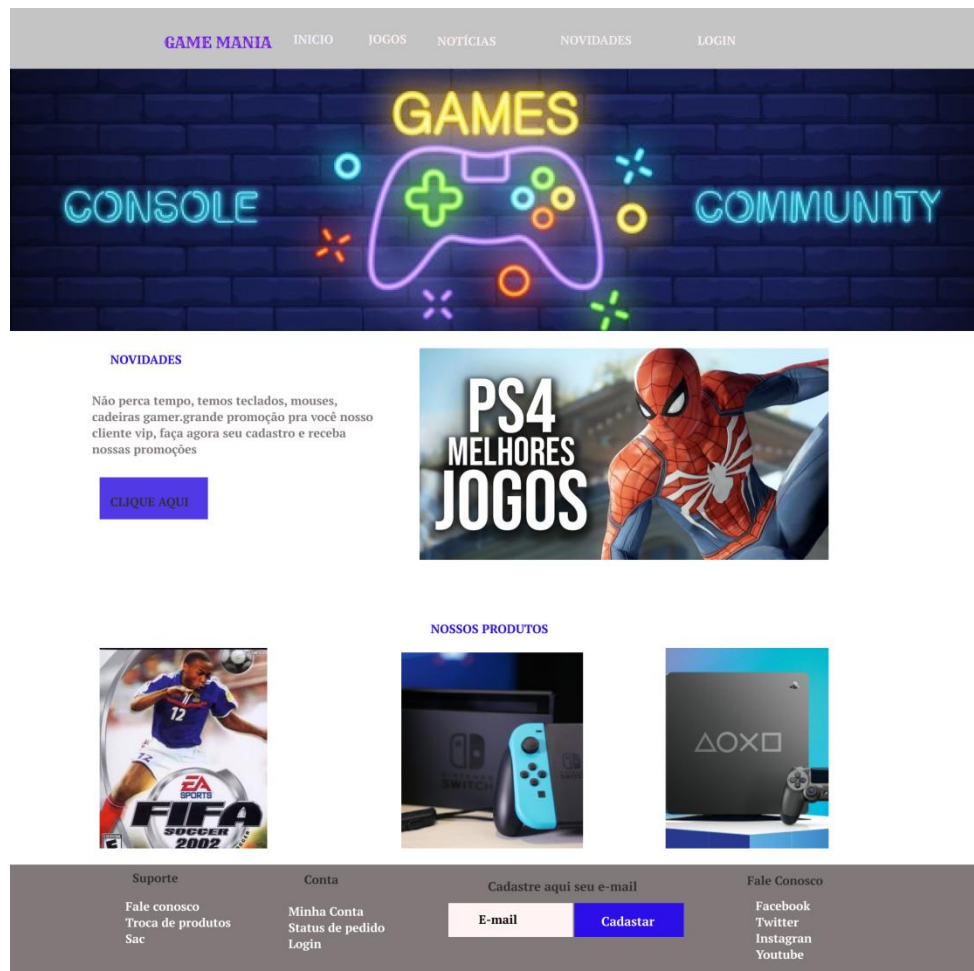 GAME MANIA INICIO JOGOS NOTÍCIAS NOVIDADES LOGIN
GAMES
CONSOLE
COMMUNITY
NOVIDADES
Não perca tempo, temos teclados, mouses,
cadeiras gamer.grande promoção pra você nosso
cliente vip, faça agora seu cadastro e receba
nossas promoções
CLIQUE AQUI
PS4
MELHORES
JOGOS
NOSSOS PRODUTOS
12
12
EA
SPORTS
FIFA
SOCCER
2002
NINTENDO
SWITCH
Suporte
Fale conosco
Troca de produtos
Sac
Conta
Minha Conta
Status de pedido
Login
Cadastre aqui seu e-mail
E-mail
Cadastar
Fale Conosco
Facebook
Twitter
Instagran
Youtube